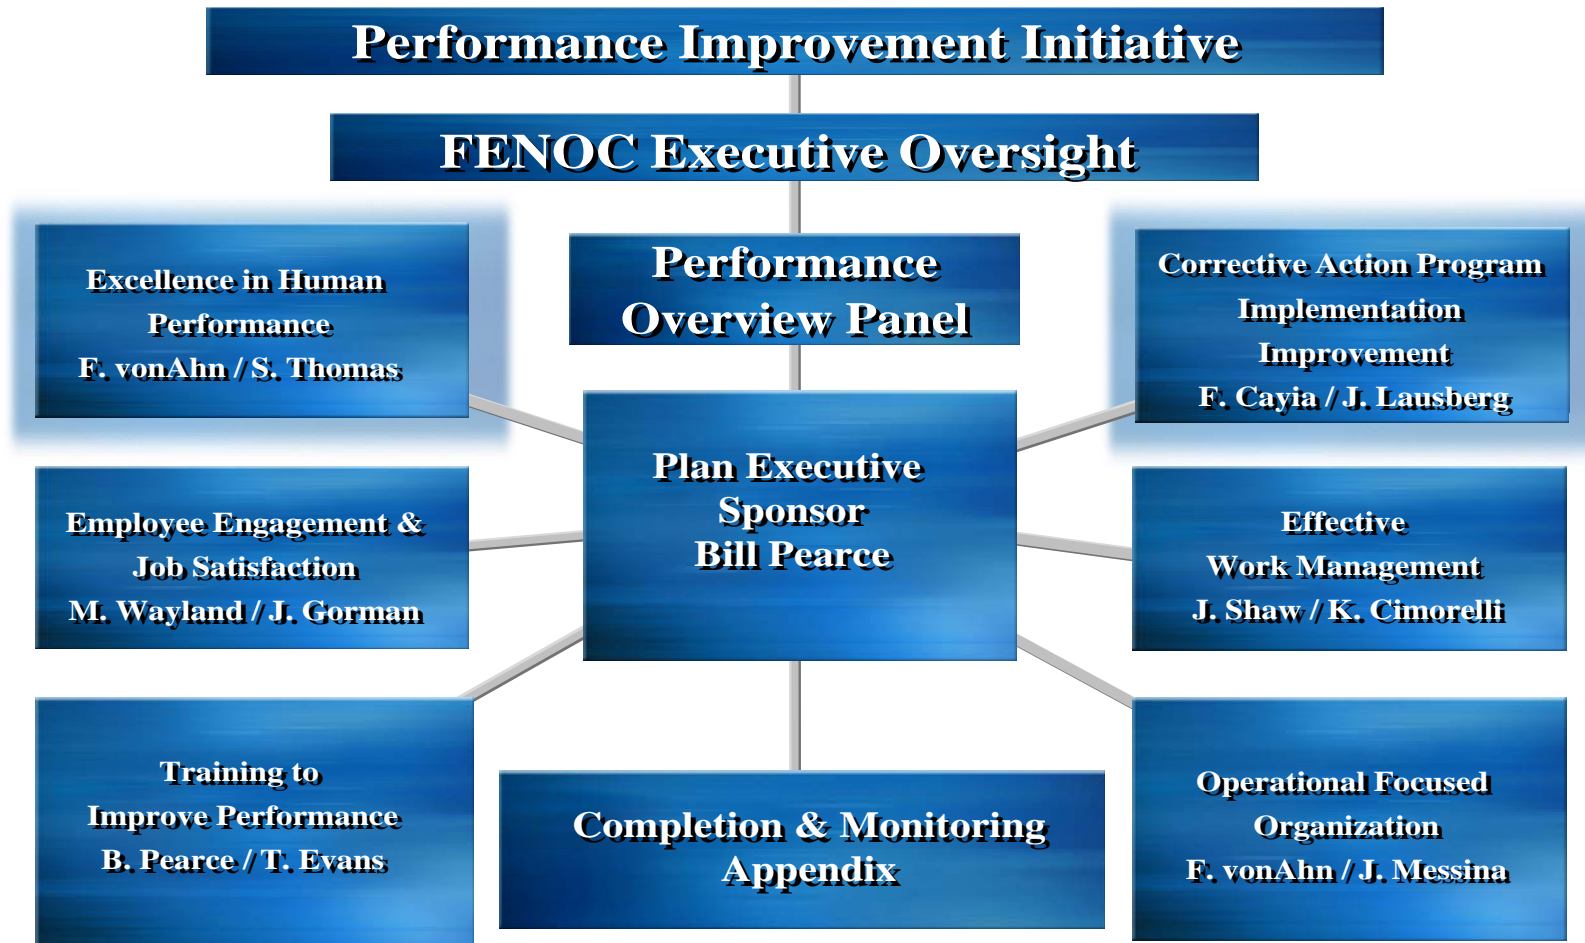 Performance Improvement Initiative
FENOC Executive Oversight
Excellence in Human
Performance
F. vonAhn / S. Thomas
Performance
Overview Panel
Corrective Action Program
Implementation
Improvement
F. Cayia / J. Lausberg
Plan Executive
Sponsor
Bill Pearce
Employee Engagement &
Job Satisfaction
M. Wayland / J. Gorman
Effective
Work Management
J. Shaw / K. Cimorelli
Training to
Improve Performance
B. Pearce / T. Evans
Completion & Monitoring
Appendix
Operational Focused
Organization
F. vonAhn / J. Messina